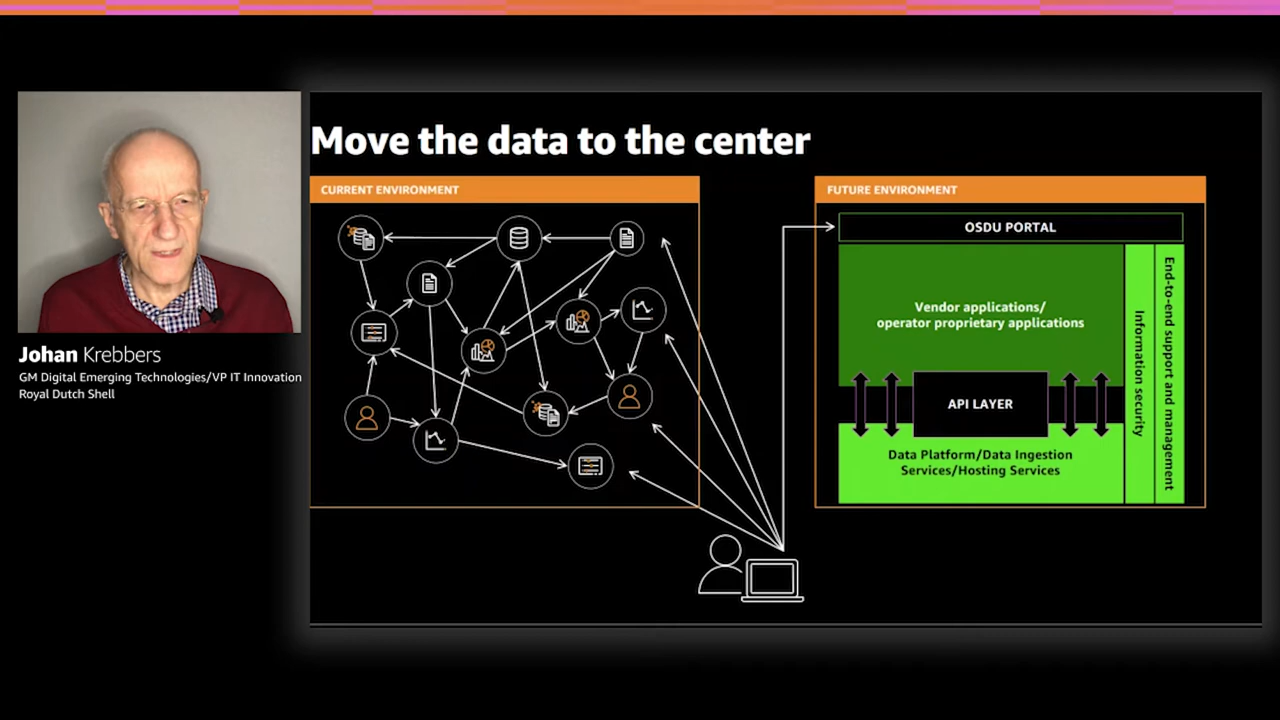 Move the data to the center
CURRENT ENVIRONMENT
FUTURE ENVIRONMENT
OSDU PORTAL
Vendor applications/
operator proprietary applications
API LAYER
Data Platform/Data Ingestion
Services/Hosting Services
Information security
End-to-end support and management
Johan Krebbers
GM Digital Emerging Technologies/VP IT Innovation
Royal Dutch Shell